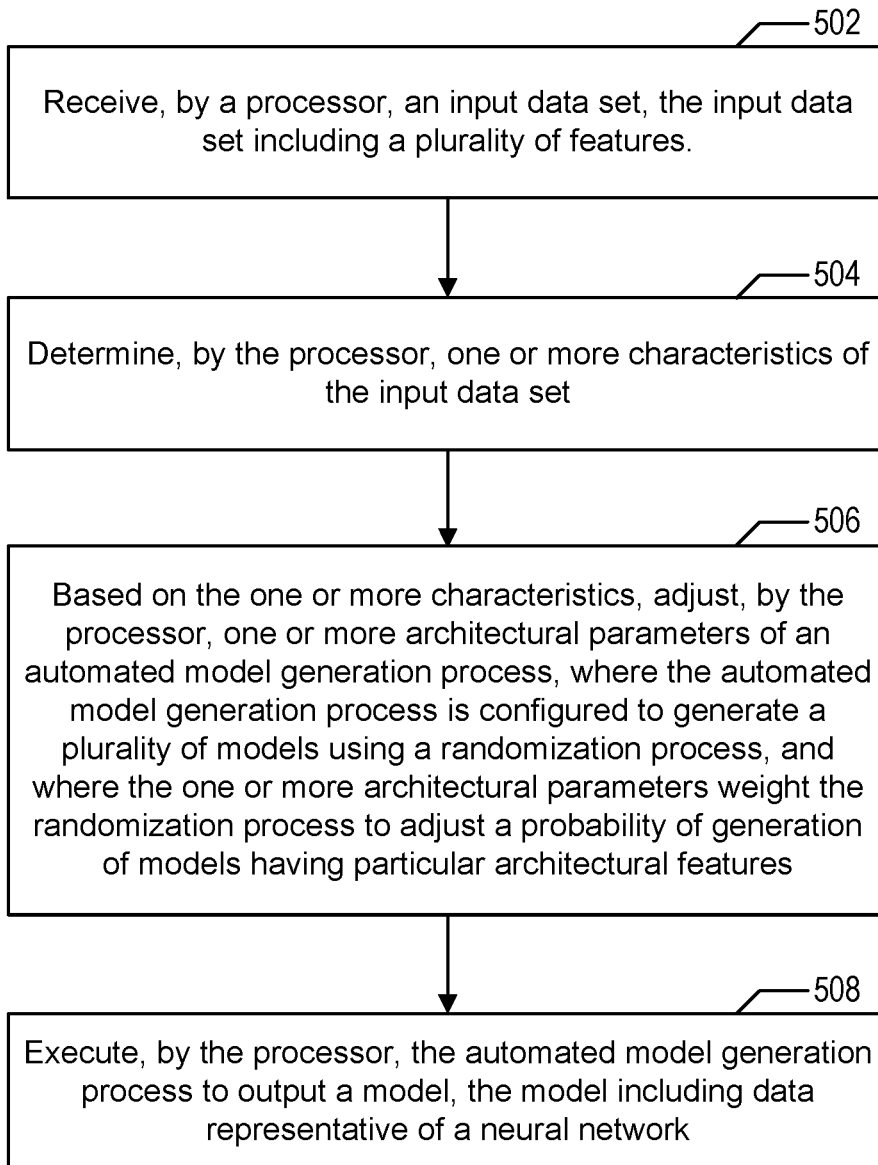 502
Receive, by a processor, an input data set, the input data
set including a plurality of features.
504
Determine, by the processor, one or more characteristics of
the input data set
506
Based on the one or more characteristics, adjust, by the
processor, one or more architectural parameters of an
automated model generation process, where the automated
model generation process is configured to generate a
plurality of models using a randomization process, and
where the one or more architectural parameters weight the
randomization process to adjust a probability of generation
of models having particular architectural features
508
Execute, by the processor, the automated model generation
process to output a model, the model including data
representative of a neural network